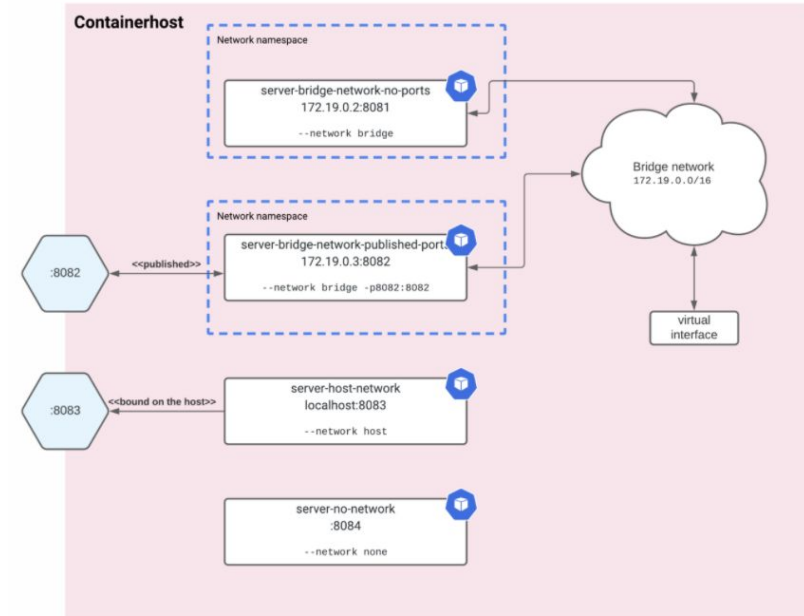 Containerhost
Network namespace
server-bridge-network-no-ports
172.19.0.2:8081
--network bridge
Bridge network
172.19.0.0/16
Network namespace
server-bridge-network-published-ports
172.19.0.3:8082
--network bridge -p8082:8082
:8082
<<published>>
virtual
interface
server-host-network
localhost:8083
--network host
:8083
<<bound on the host>>
server-no-network
:8084
--network none